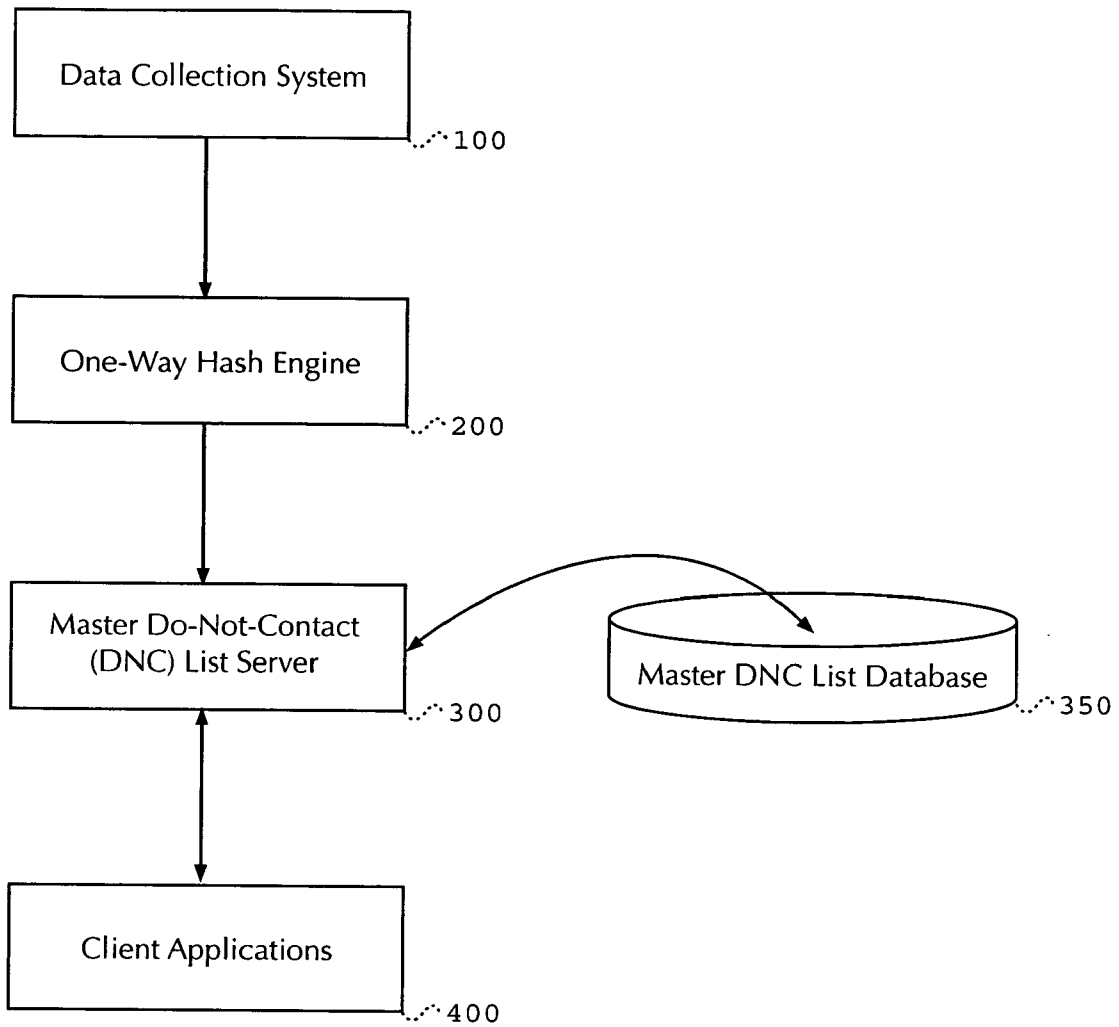 Data Collection System
100
One-Way Hash Engine
200
Master Do-Not-Contact
(DNC) List Server
300
Master DNC List Database
350
Client Applications
400